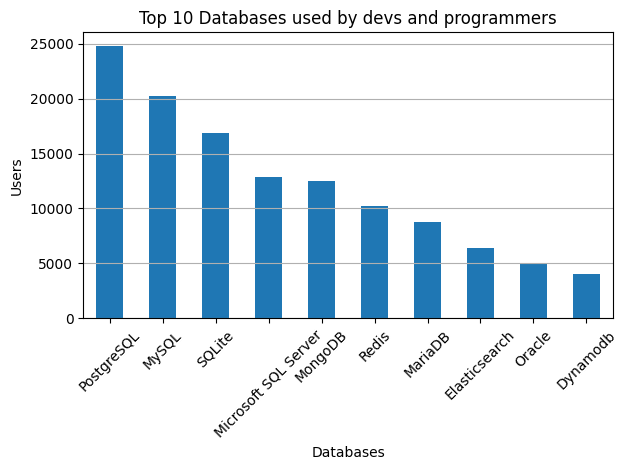 Top 10 Databases used by devs and programmers
25000
20000
15000
10000
5000
0
Users
PostgreSQL
MySQL
SQLite
Microsoft SQL Server
MongoDB
Redis
MariaDB
Elasticsearch
Oracle
Dynamodb
Databases